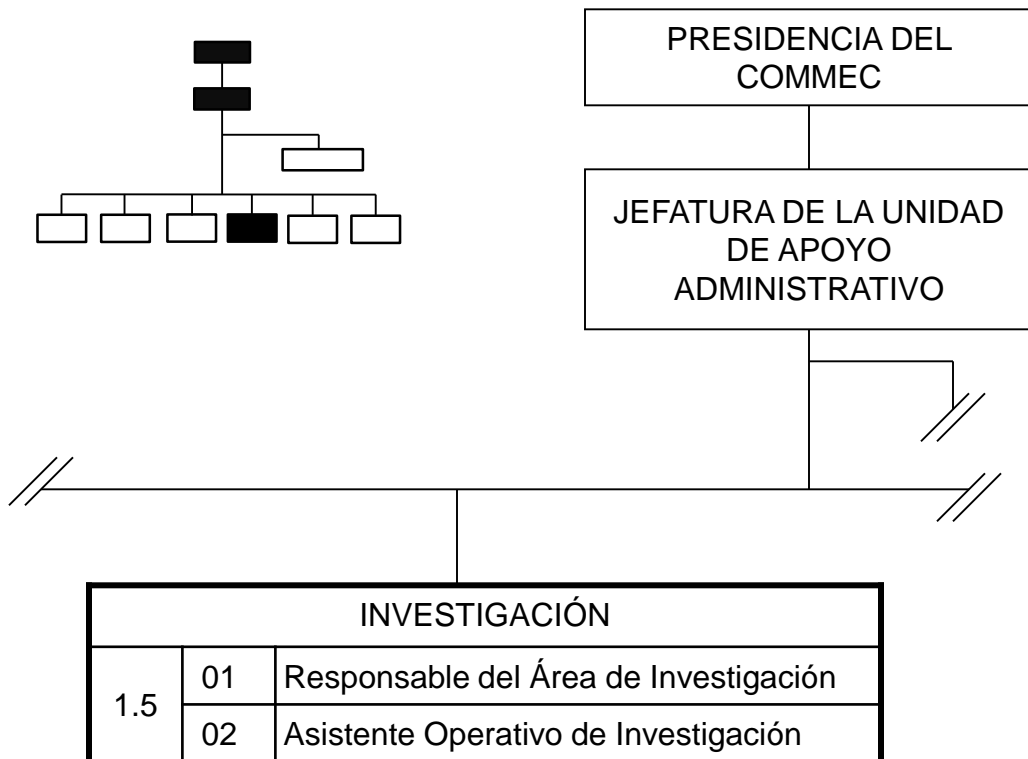 PRESIDENCIA DEL
COMMEC
JEFATURA DE LA UNIDAD
DE APOYO
ADMINISTRATIVO
INVESTIGACIÓN
1.5
01 Responsable del Área de Investigación
02 Asistente Operativo de Investigación